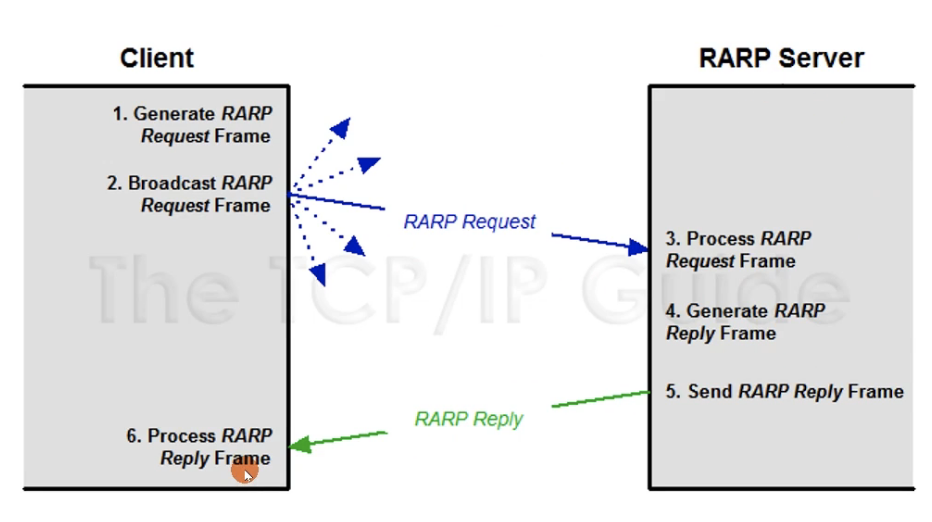 Client
RARP Server
1. Generate RARP
Request Frame
2. Broadcast RARP
Request Frame
RARP Request
3. Process RARP
Request Frame
The TCP/IP Guide
4. Generate RARP
Reply Frame
5. Send RARP Reply Frame
RARP Reply
6. Process RARP
Reply Frame